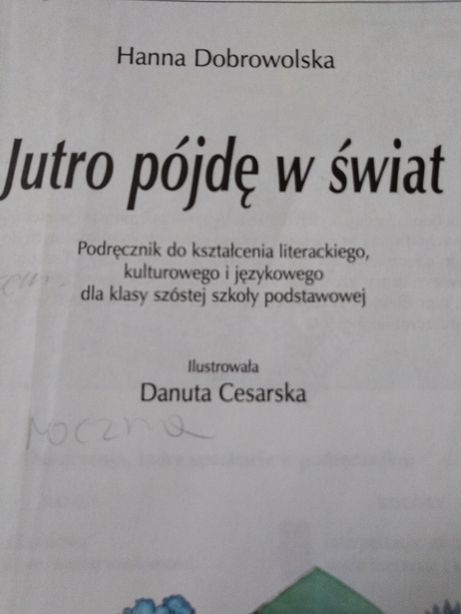 Hanna Dobrowolska
Jutro pójdę w świat
Podręcznik do kształcenia literackiego,
kulturowego i językowego
dla klasy szóstej szkoły podstawowej
Ilustrowała
Danuta Cesarska
roczna